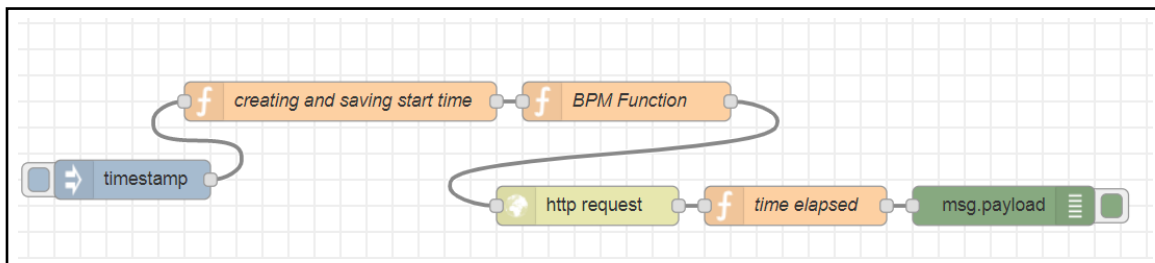 creating and saving start time
BPM Function
timestamp
http request
time elapsed
msg.payload